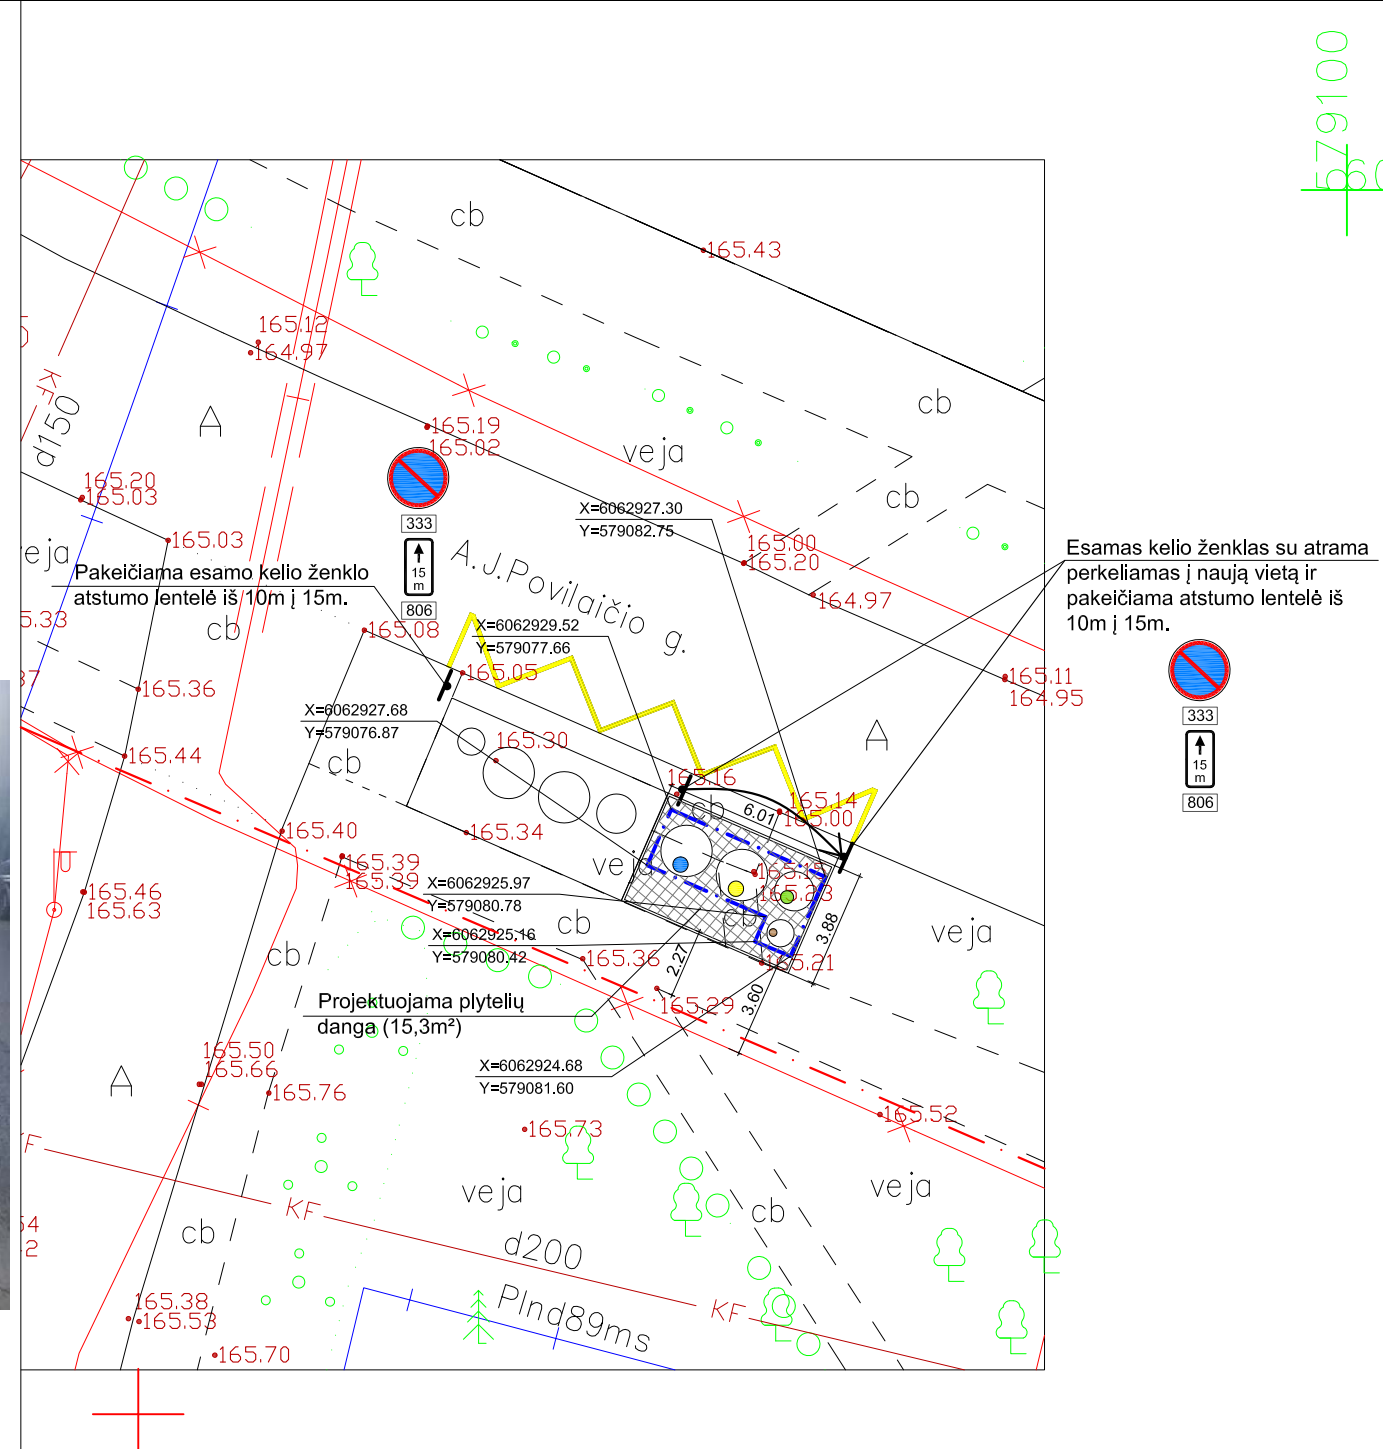 579100
cb
165.43
165.12
164.97
KF
d150
A
165.19
165.02
cb
veja
cb
165.20
165.03
333
15
m
806
X=6062927.30
Y=579082.75
165.03
165.00
165.20
164.97
Esamas kelio ženklas su atrama
perkeliamas į naują vietą ir
pakeičiama atstumo lentelė iš
10m į 15m.
Pakeičiama esamo kelio ženklo
atstumo lentelė iš 10m į 15m.
A.J.Povilaičio g.
cb
165.08
X=6062929.52
Y=579077.66
165.05
165.36
165.11
164.95
333
15
m
806
X=6062927.68
Y=579076.87
165.30
A
165.44
cb
165.16
cb
6.01
165.14
165.00
165.40
165.34
165.39
165.39
veja
165.46
165.63
X=6062925.97
Y=579080.78
cb
cb
3.88
veja
X=6062925.16
Y=579080.42
cb
165.36
2.27
165.21
165.29
3.60
Projektuojama plytelių
danga (15,3m²)
165.50
165.66
A
165.76
X=6062924.68
Y=579081.60
165.73
165.52
veja
veja
cb
cb
KF
d200
Plnd89ms
KF
165.38
165.53
165.70